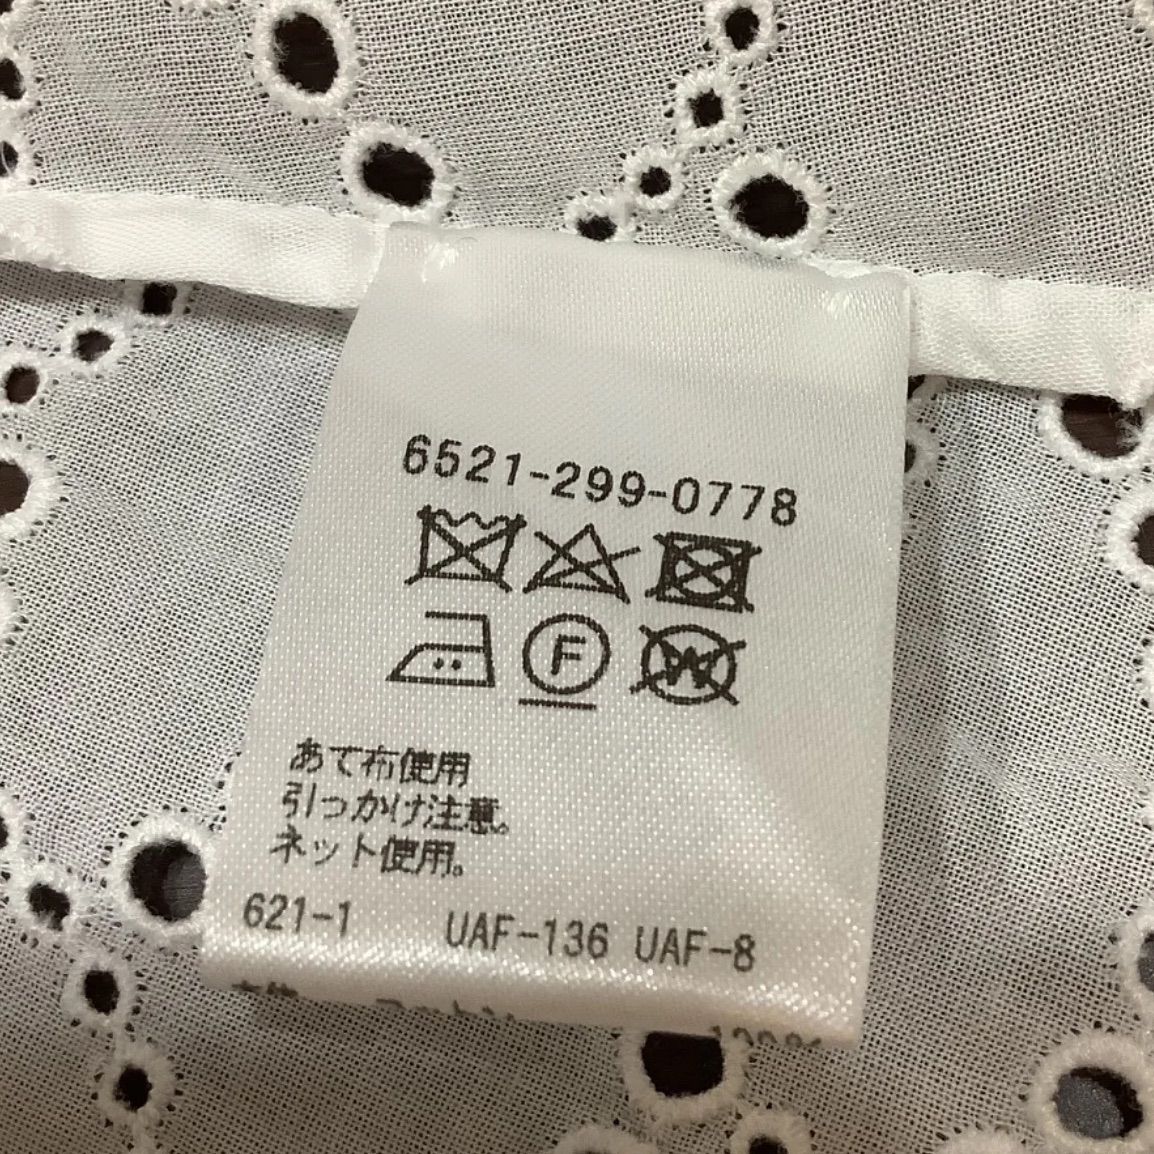 6521-299-0778
F
W
あて布使用
引っかけ注意。
ネット使用。
621-1 UAF-136 UAF-8